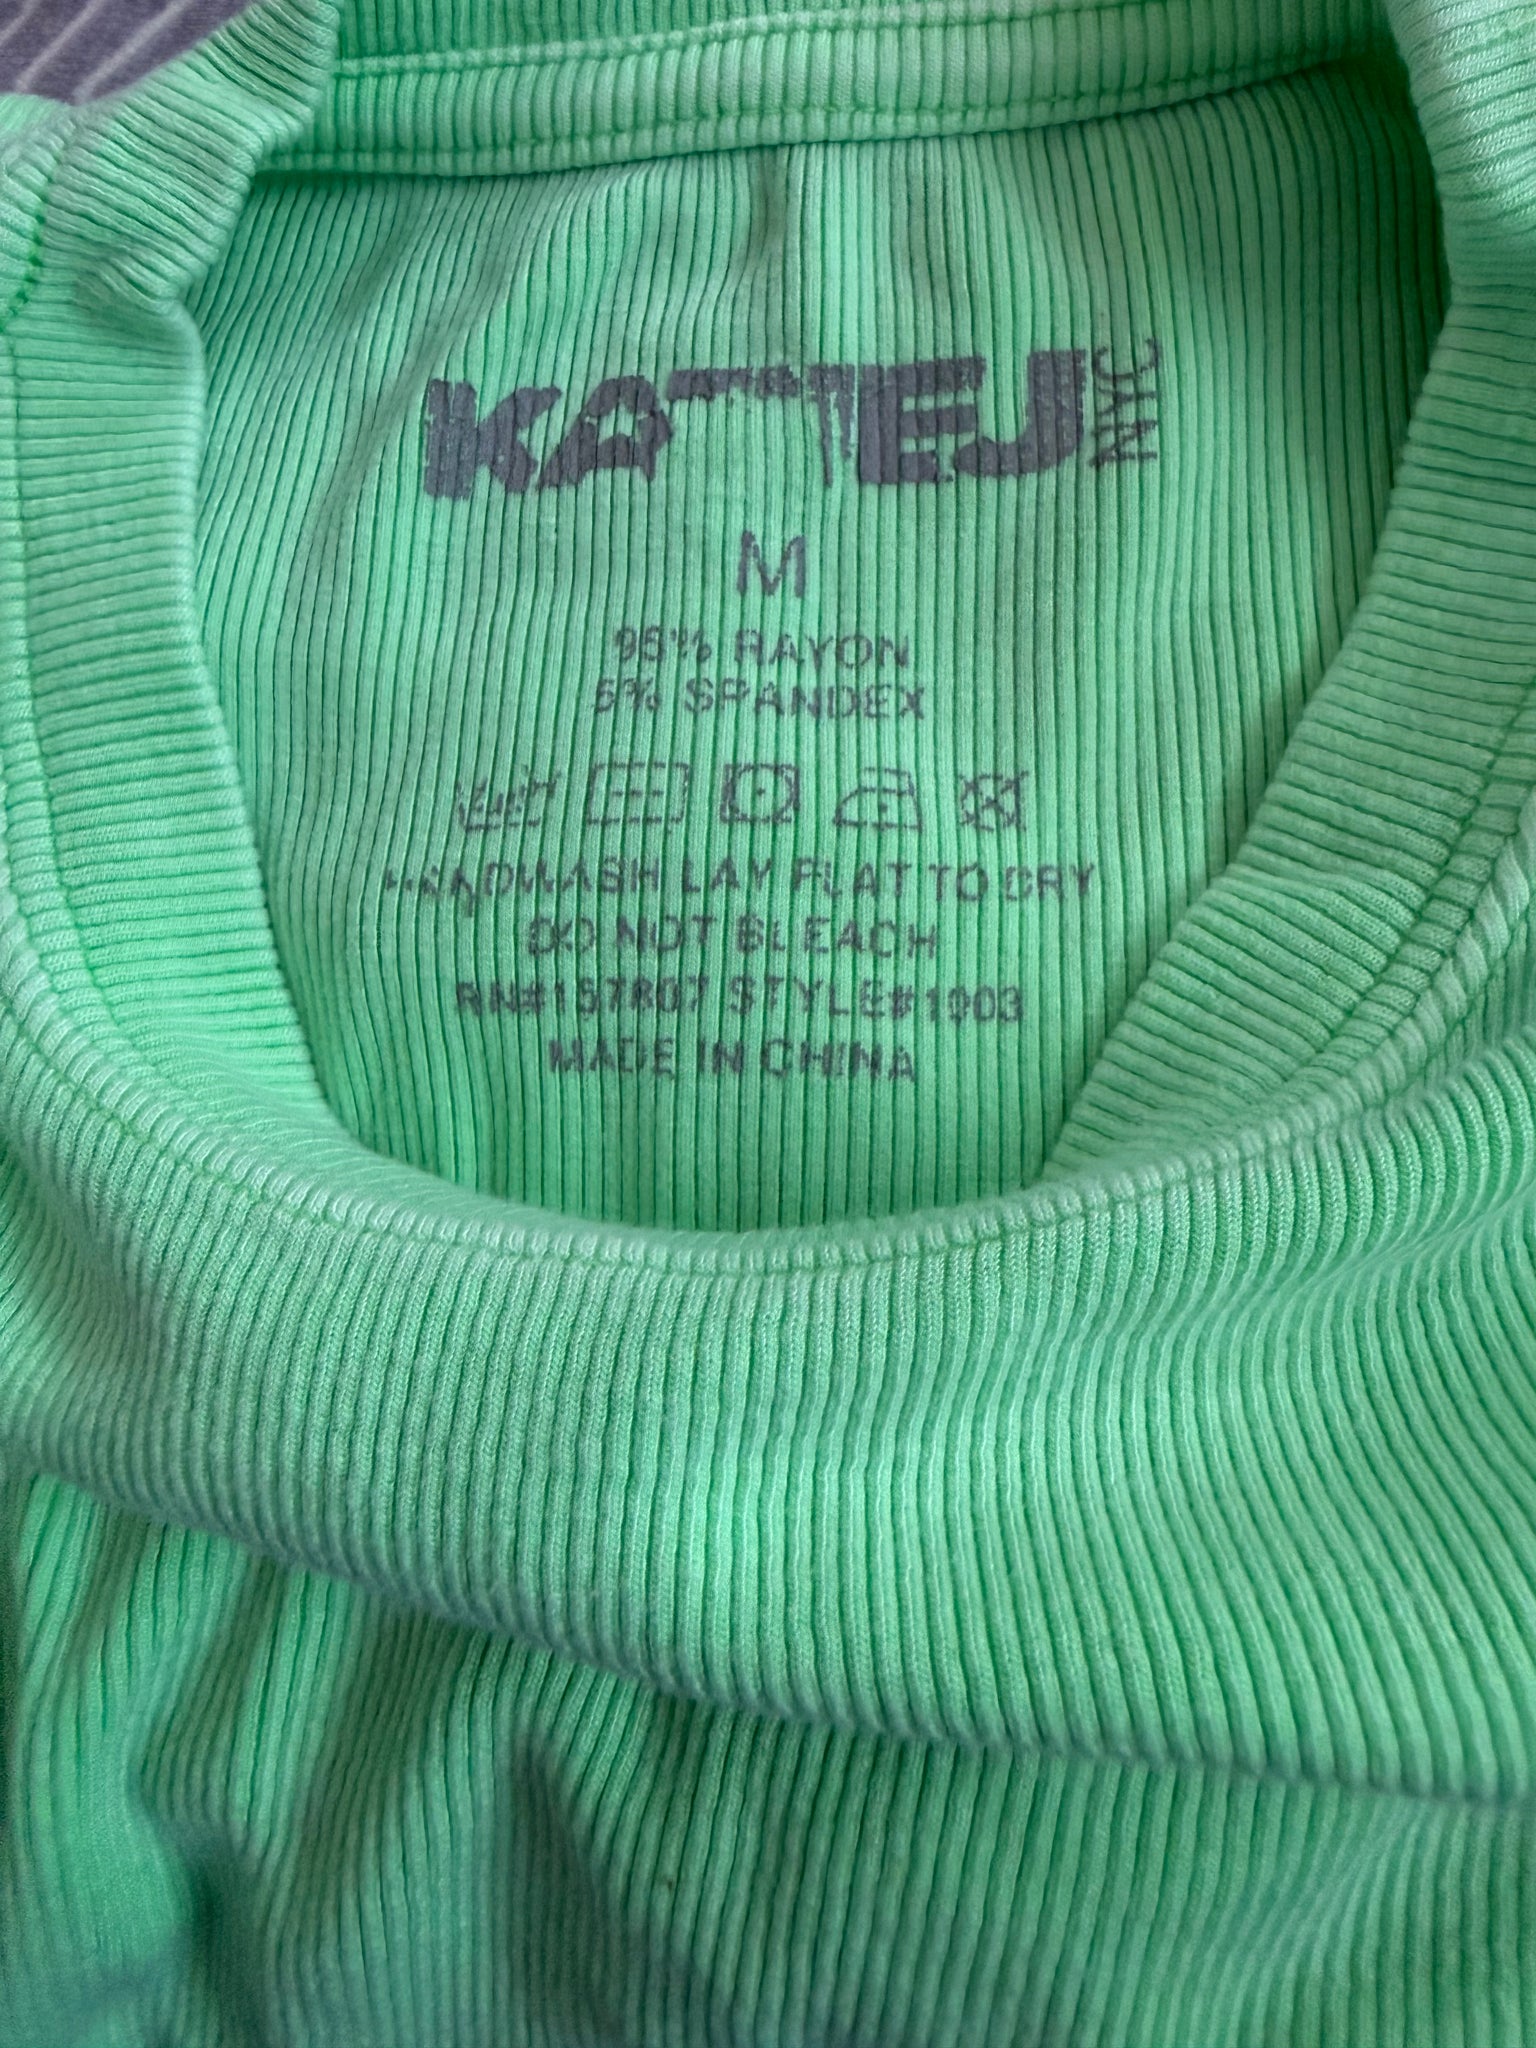 KATIEJ NYC
M
95% RAYON
5% SPANDEX
HANDWASH LAY FLAT TO DRY
DO NOT BLEACH
RN#157807 STYLE#1903
MADE IN CHINA